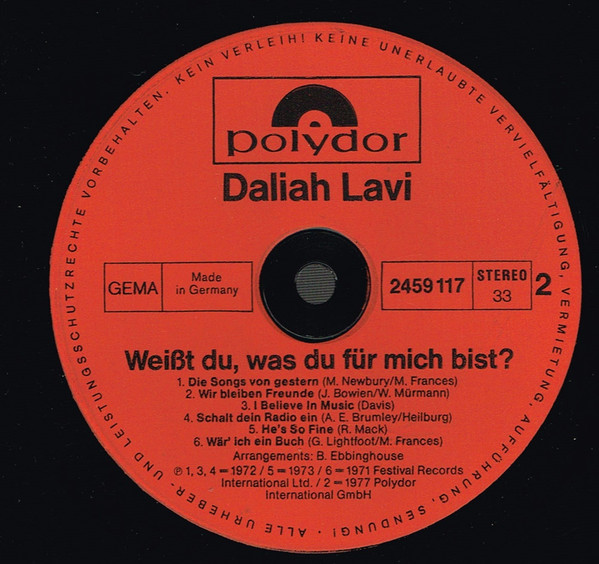 ALLE URHEBER- UND LEISTUNGSSCHUTZRECHTE VORBEHALTEN. KEIN VERLEIH! KEINE UNERLAUBTE VERVIELFÄLTIGUNG, VERMIETUNG, AUFFÜHRUNG, SENDUNG! ·
polydor
Daliah Lavi
GEMA
Made
in Germany
2459 117
STEREO
33
2
Weißt du, was du für mich bist?
1. Die Songs von gestern (M. Newbury/M. Frances)
2. Wir bleiben Freunde (J. Bowien/W. Mürmann)
3. I Believe In Music (Davis)
4. Schalt dein Radio ein (A. E. Brumley/Heilburg)
5. He's So Fine (R. Mack)
6. Wär' ich ein Buch (G. Lightfoot/M. Frances)
Arrangements: B. Ebbinghouse
℗ 1, 3, 4 = 1972 / 5 = 1973 / 6 = 1971 Festival Records
International Ltd. / 2 = 1977 Polydor
International GmbH